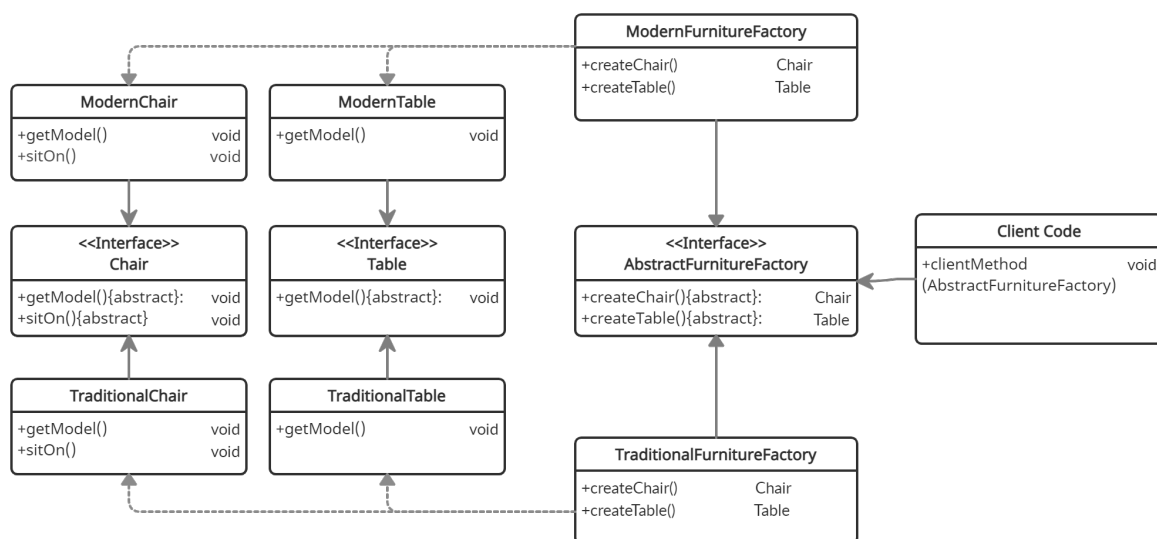 ModernFurnitureFactory
+createChair() Chair
+createTable() Table
ModernChair
+getModel() void
+sitOn() void
ModernTable
+getModel() void
<<Interface>>
Chair
+getModel(){abstract}: void
+sitOn(){abstract} void
<<Interface>>
Table
+getModel(){abstract}: void
<<Interface>>
AbstractFurnitureFactory
+createChair(){abstract}: Chair
+createTable(){abstract}: Table
Client Code
+clientMethod void
(AbstractFurnitureFactory)
TraditionalChair
+getModel() void
+sitOn() void
TraditionalTable
+getModel() void
TraditionalFurnitureFactory
+createChair() Chair
+createTable() Table